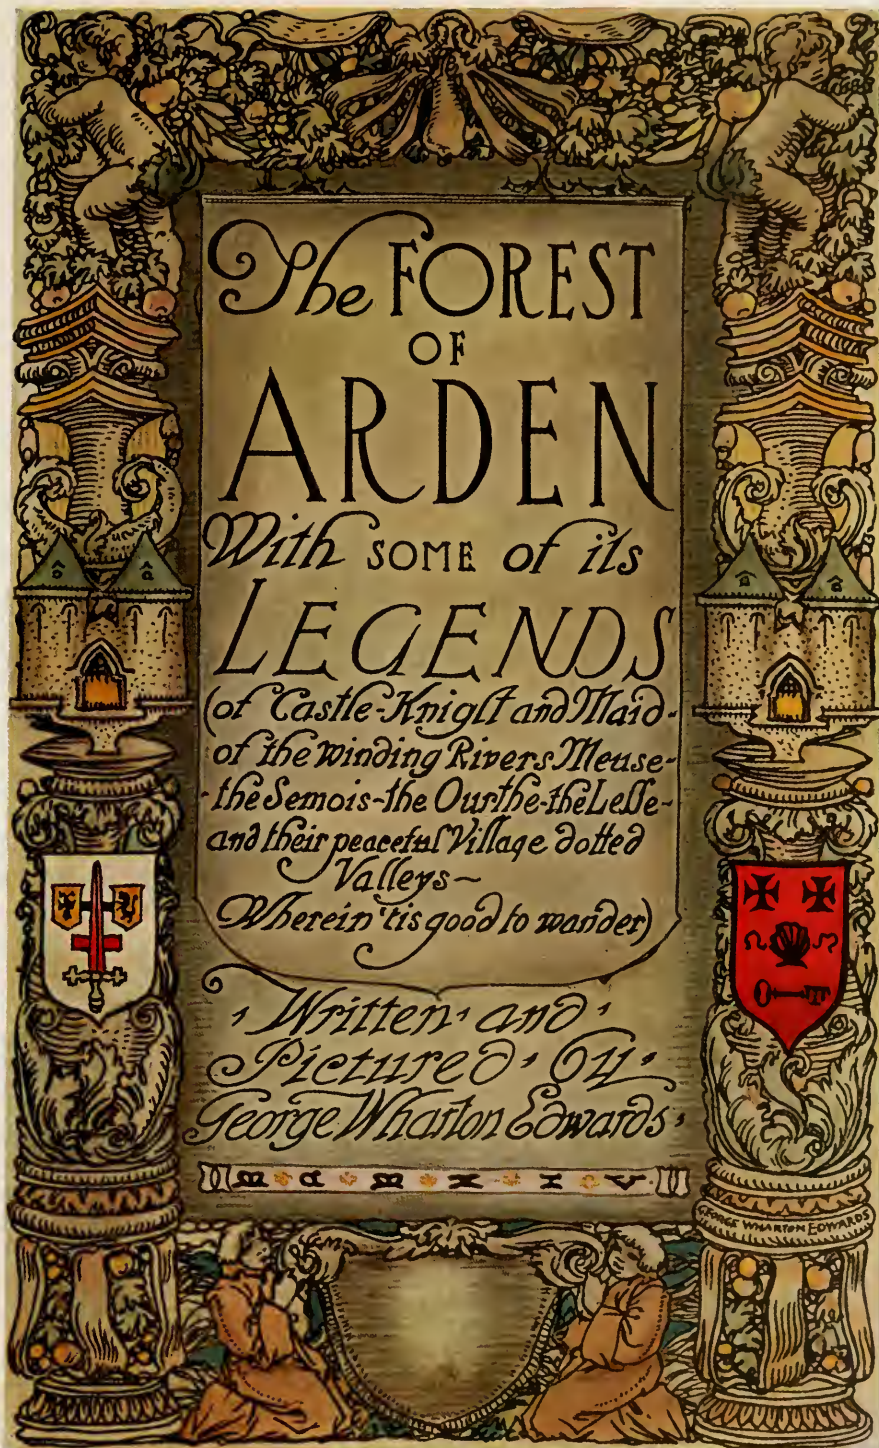 The FOREST
OF
ARDEN
With SOME of its
LEGENDS
(of Castle-Knight and Maid-
of the winding Rivers Meuse-
-the Semois-the Ourthe-the Lesse-
and their peaceful Village dotted
Valleys~
Wherein 'tis good to wander)
Written and
Pictured by
George Wharton Edwards
M C M X I V
GEORGE WHARTON EDWARDS